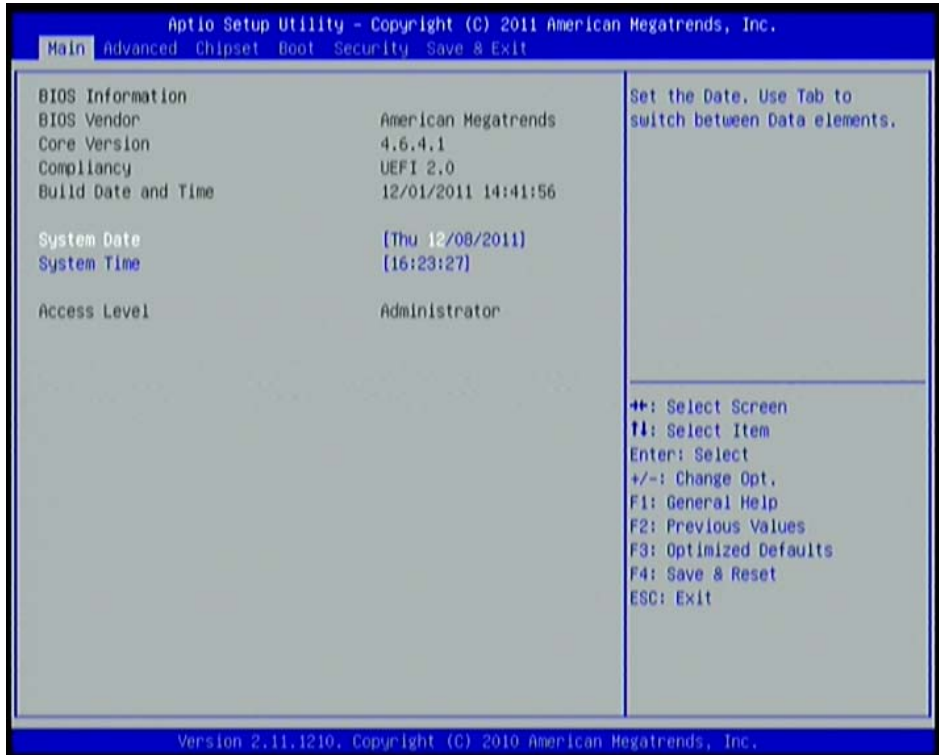 Aptio Setup Utility - Copyright (C) 2011 American Megatrends, Inc.
Main Advanced Chipset Boot Security Save & Exit
BIOS Information
BIOS Vendor American Megatrends
Core Version 4.6.4.1
Compliancy UEFI 2.0
Build Date and Time 12/01/2011 14:41:56
System Date [Thu 12/08/2011]
System Time [16:23:27]
Access Level Administrator
Set the Date. Use Tab to
switch between Data elements.
→←: Select Screen
↑↓: Select Item
Enter: Select
+/-: Change Opt.
F1: General Help
F2: Previous Values
F3: Optimized Defaults
F4: Save & Reset
ESC: Exit
Version 2.11.1210. Copyright (C) 2010 American Megatrends, Inc.